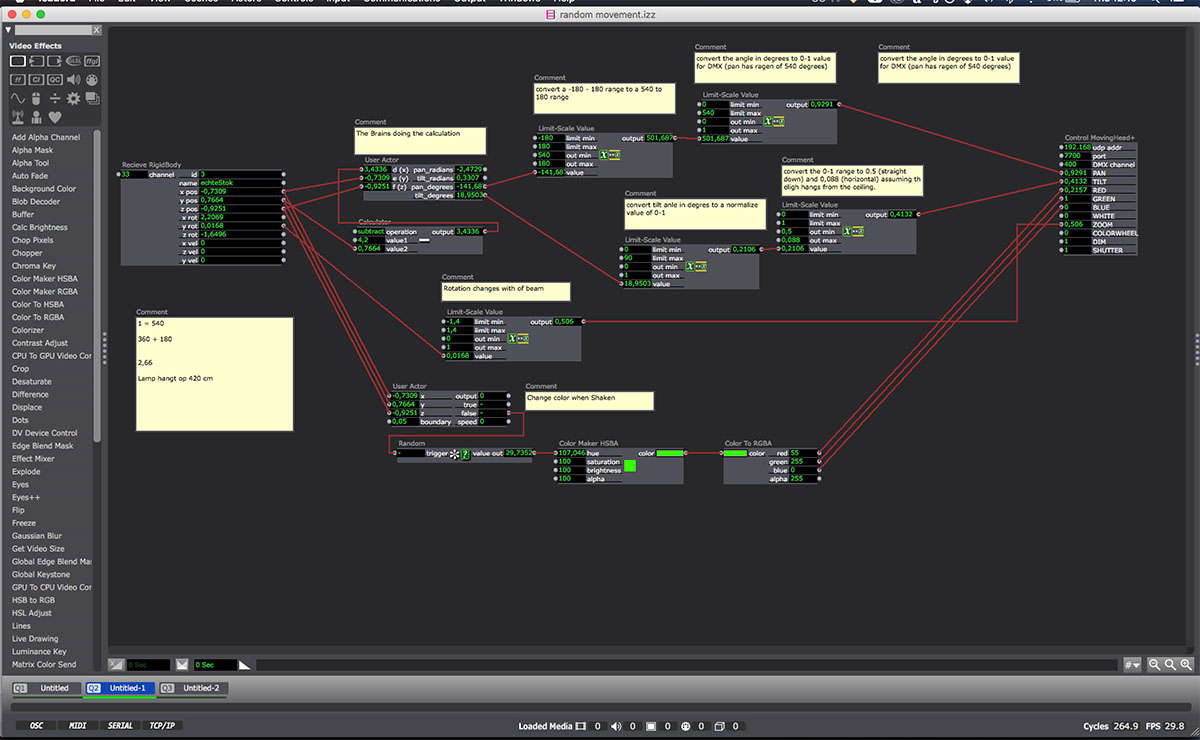 random movement.izz
Video Effects
Add Alpha Channel
Alpha Mask
Alpha Tool
Auto Fade
Background Color
Blob Decoder
Buffer
Calc Brightness
Chop Pixels
Chopper
Chroma Key
Color Maker HSBA
Color Maker RGBA
Color To HSBA
Color To RGBA
Colorizer
Contrast Adjust
CPU To GPU Video Cor
Crop
Desaturate
Difference
Displace
Dots
DV Device Control
Edge Blend Mask
Effect Mixer
Explode
Eyes
Eyes++
Flip
Freeze
Gaussian Blur
Get Video Size
Global Edge Blend Mas
Global Keystone
GPU To CPU Video Cor
HSB to RGB
HSL Adjust
Lines
Live Drawing
Luminance Key
Matrix Color Send
Recieve RigidBody
33 channel id 3
name echteStok
x pos -0,7309
y pos 0,7664
z pos -0,9251
x rot 2,2069
y rot 0,0168
z rot -1,6496
x vel 0
z vel 0
y vel 0
Comment
1 = 540
360 + 180
2,66
Lamp hangt op 420 cm
Comment
The Brains doing the calculation
User Actor
3,4336 d (x) pan_radians -2,4729
-0,7309 e (y) tilt_radians 0,3307
-0,9251 f (z) pan_degrees -141,68
tilt_degrees 18,9503
Calculator
subtract operation output 3,4336
4,2 value1
0,7664 value2
Comment
convert a -180 - 180 range to a 540 to
180 range
Limit-Scale Value
-180 limit min output 501,687
180 limit max
540 out min
180 out max
-141,68 value
Comment
convert the angle in degrees to 0-1 value
for DMX (pan has ragen of 540 degrees)
Limit-Scale Value
0 limit min output 0,9291
540 limit max
0 out min
1 out max
501,687 value
Comment
convert the angle in degrees to 0-1 value
for DMX (pan has ragen of 540 degrees)
Comment
convert tilt anle in degres to a normalize
value of 0-1
Limit-Scale Value
0 limit min output 0,2106
90 limit max
0 out min
1 out max
18,9503 value
Comment
convert the 0-1 range to 0.5 (straight
down) and 0,088 (horizontal) assuming th
eligh hangs from the ceiling.
Limit-Scale Value
0 limit min output 0,4132
1 limit max
0,5 out min
0,088 out max
0,2106 value
Control MovingHead+
192.168 udp addr
7700 port
400 DMX channel
0,9291 PAN
0,4132 TILT
0,2157 RED
1 GREEN
0 BLUE
0 WHITE
0,506 ZOOM
0 COLORWHEEL
1 DIM
1 SHUTTER
Comment
Rotation changes with of beam
Limit-Scale Value
-1,4 limit min output 0,506
1,4 limit max
0 out min
1 out max
0,0168 value
User Actor
-0,7309 x output 0
0,7664 y true -
-0,9251 z false -
0,05 boundary speed 0
Comment
Change color when Shaken
Random
- trigger value out 29,7352
Color Maker HSBA
107,046 hue color
100 saturation
100 brightness
100 alpha
Color To RGBA
color red 55
green 255
blue 0
alpha 255
0 Sec
0 Sec
Q1 Untitled
Q2 Untitled-1
Q3 Untitled-2
OSC MIDI SERIAL TCP/IP
Loaded Media 0 0 0 0 0
Cycles 264.9 FPS 29.8